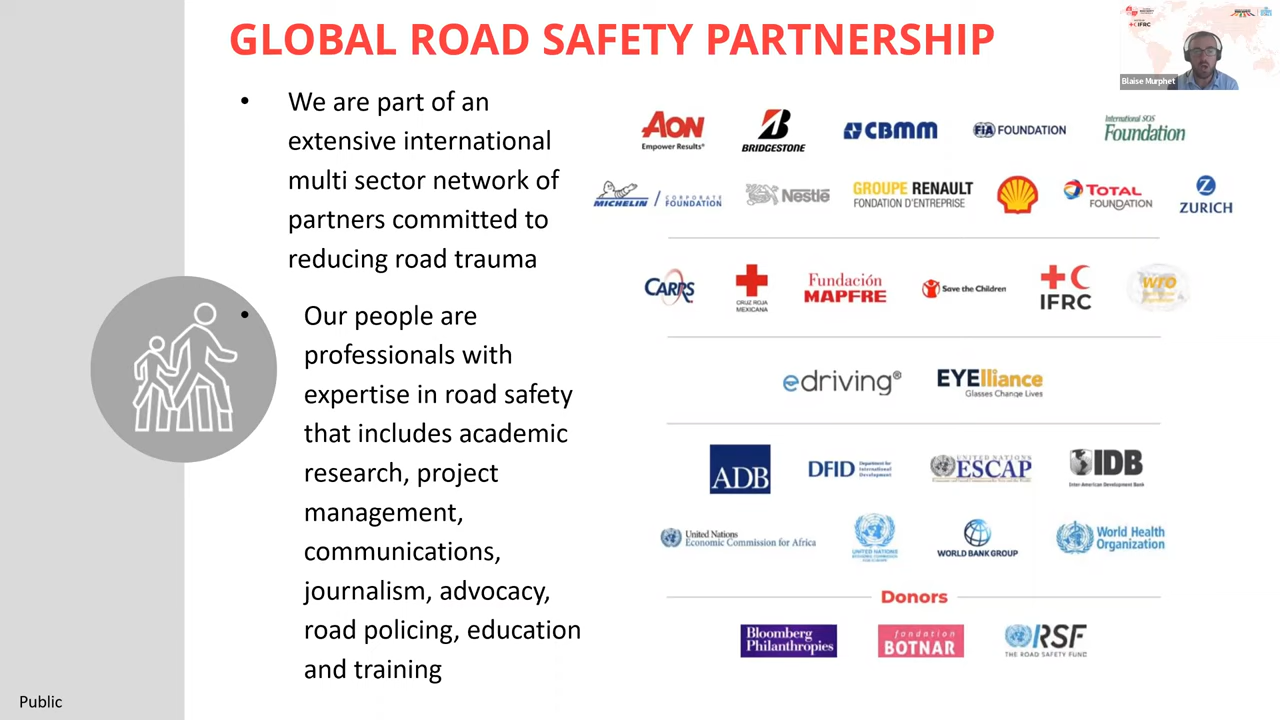 GLOBAL ROAD SAFETY PARTNERSHIP
IFRC
Blaise Murphet
• We are part of an
extensive international
multi sector network of
partners committed to
reducing road trauma
• Our people are
professionals with
expertise in road safety
that includes academic
research, project
management,
communications,
journalism, advocacy,
road policing, education
and training
Public
AON
Empower Results®
BRIDGESTONE
CBMM
FiA FOUNDATION
International SOS
Foundation
MICHELIN / CORPORATE
FOUNDATION
Nestlé
GROUPE RENAULT
FONDATION D'ENTREPRISE
TOTAL
FOUNDATION
Z
ZURICH
CARRS
CRUZ ROJA
MEXICANA
Fundación
MAPFRE
Save the Children
IFRC
WTO
edriving®
EYElliance
Glasses Change Lives
ADB
DFID Department for
International
Development
UNITED NATIONS
ESCAP
IDB
Inter-American Development Bank
United Nations
Economic Commission for Africa
UNITED NATIONS
WORLD BANK GROUP
World Health
Organization
Donors
Bloomberg
Philanthropies
fondation
BOTNAR
RSF
THE ROAD SAFETY FUND